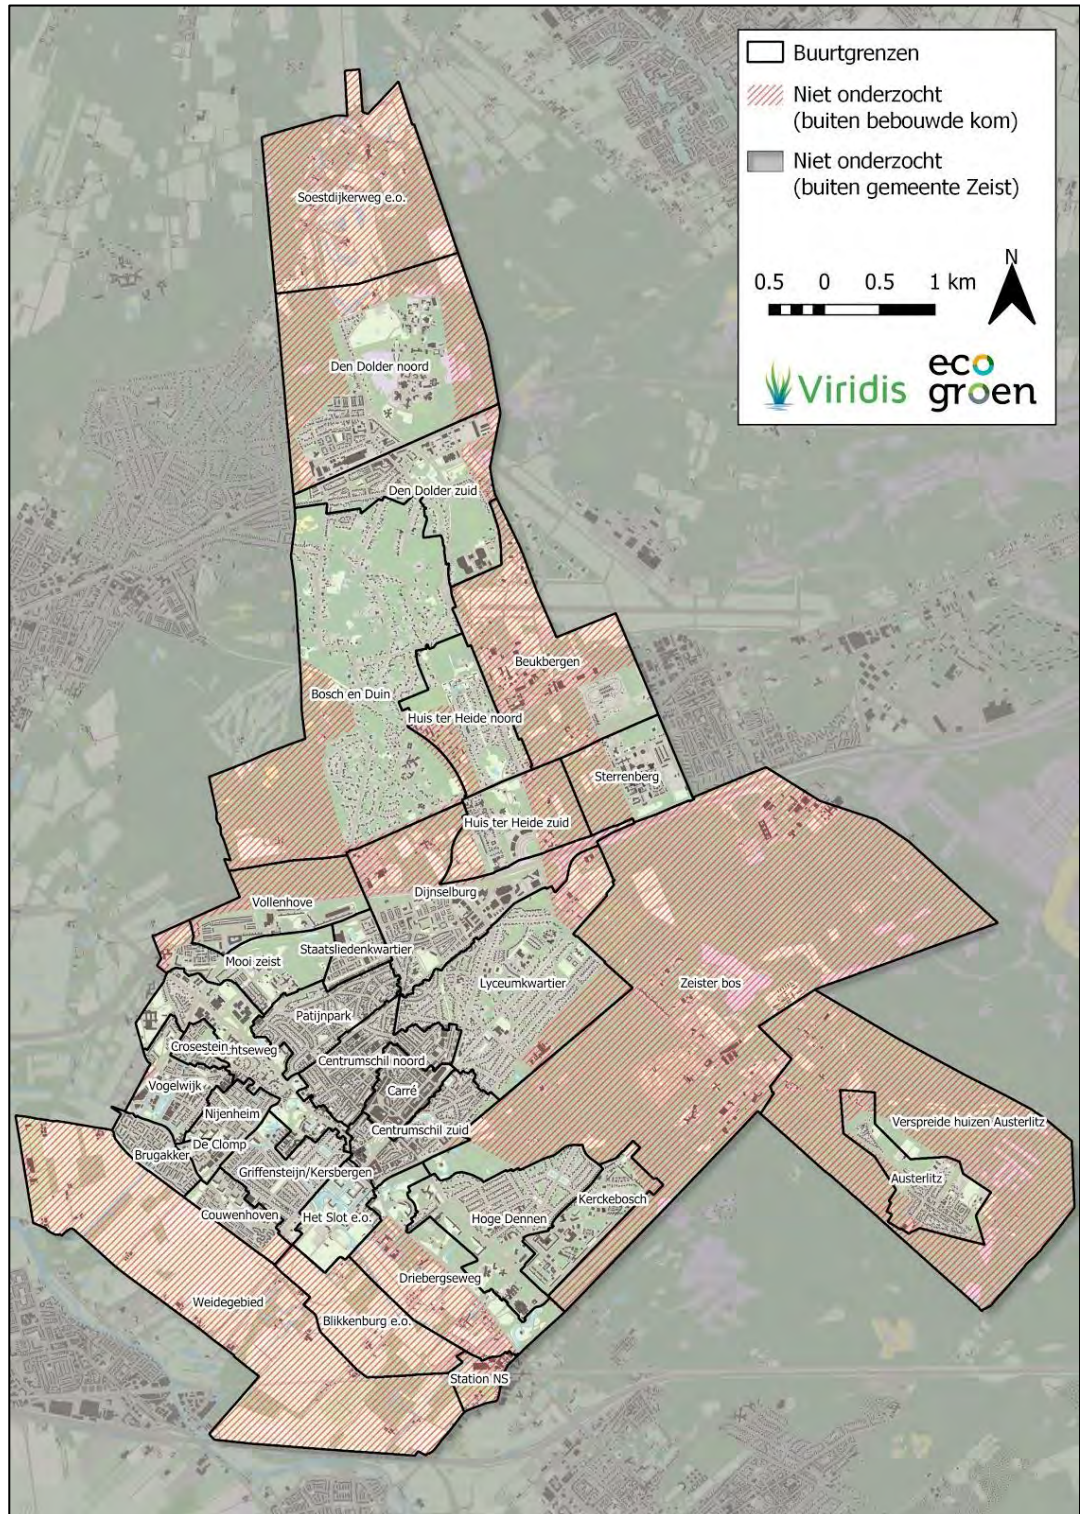 Buurtgrenzen
Niet onderzocht
(buiten bebouwde kom)
Niet onderzocht
(buiten gemeente Zeist)
N
0.5 0 0.5 1 km
Viridis
eco
groen
Soestdijkerweg e.o.
Den Dolder noord
Den Dolder zuid
Beukbergen
Bosch en Duin
Huis ter Heide noord
Sterrenberg
Huis ter Heide zuid
Dijnselburg
Vollenhove
Staatsliedenkwartier
Mooi zeist
Lyceumkwartier
Zeister bos
Patijnpark
Crosestein
Centrumschil noord
Vogelwijk
Carré
Nijenheim
Verspreide huizen Austerlitz
Centrumschil zuid
De Clomp
Brugakker
Griffensteijn/Kersbergen
Austerlitz
Kerckebosch
Couwenhoven
Het Slot e.o.
Hoge Dennen
Driebergseweg
Weidegebied
Blikkenburg e.o.
Station NS